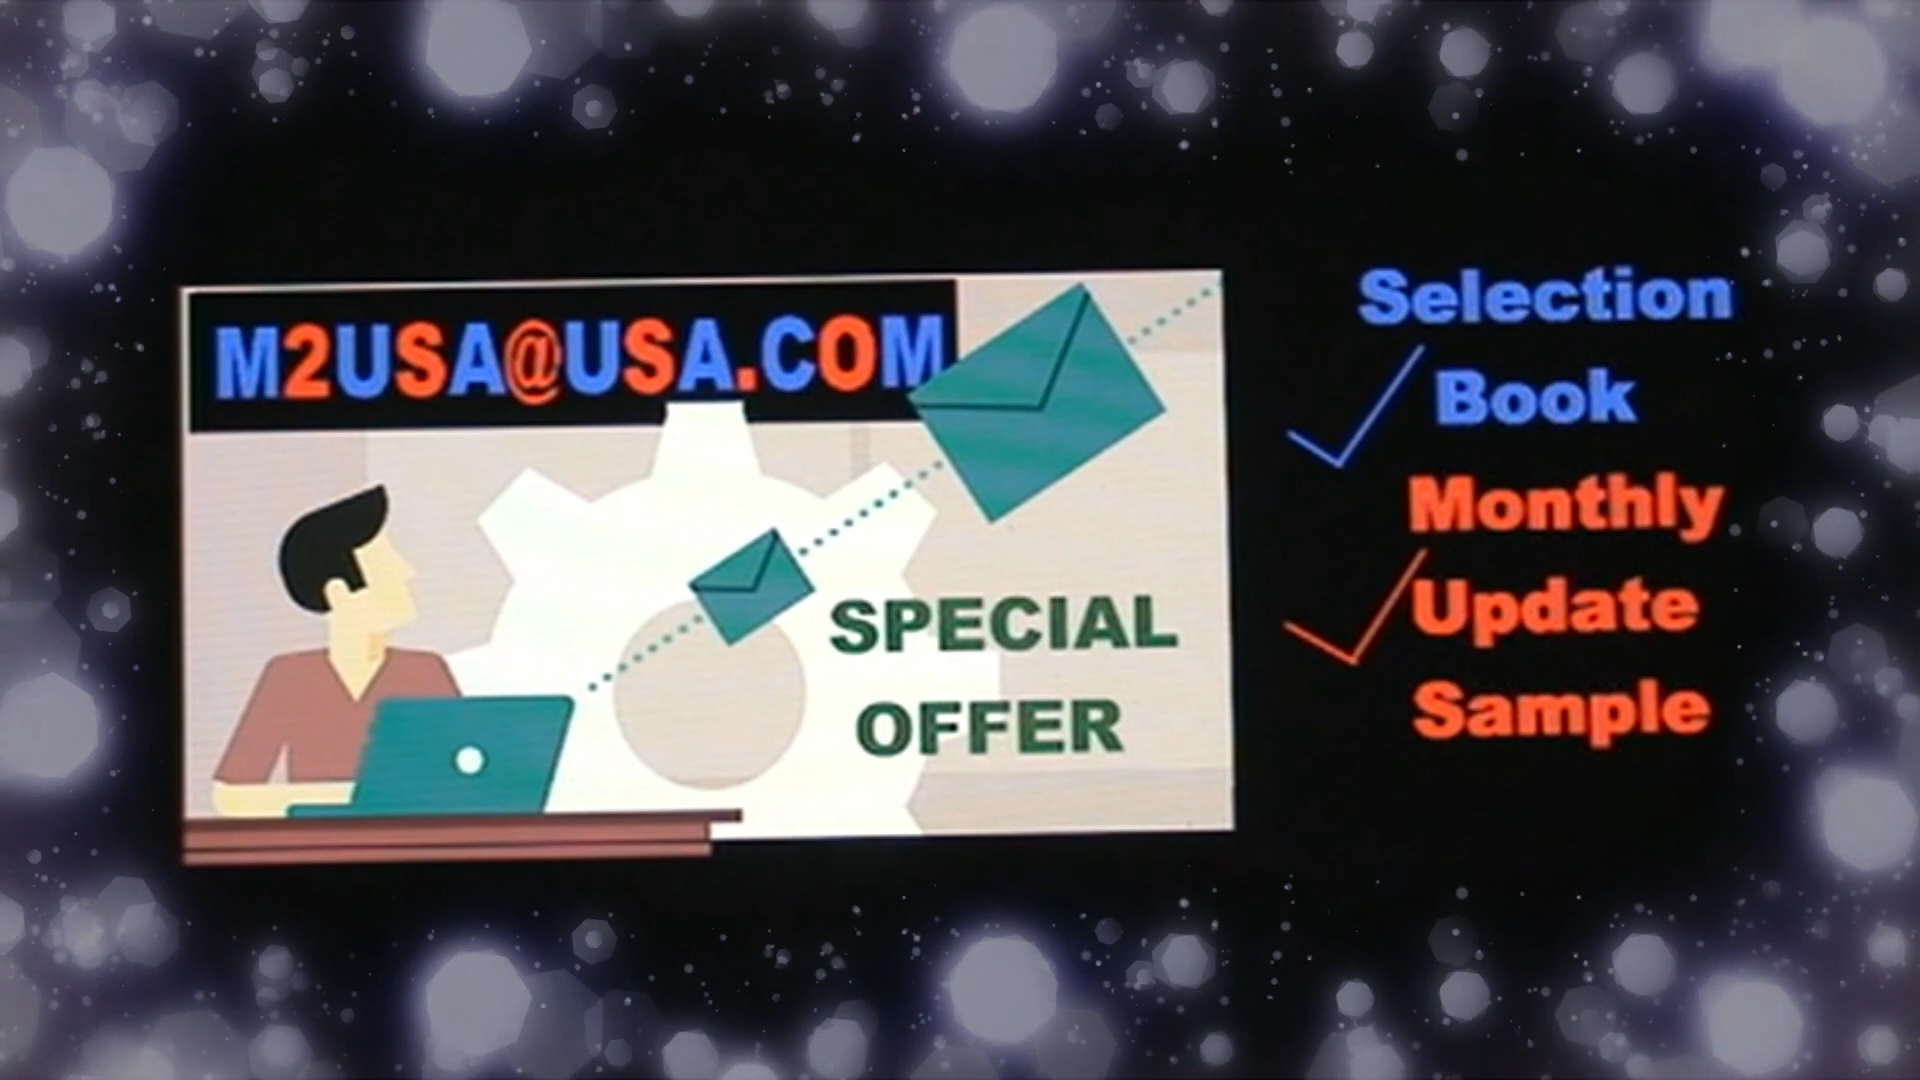 M2USA@USA.COM
SPECIAL
OFFER
Selection
Book
Monthly
Update
Sample